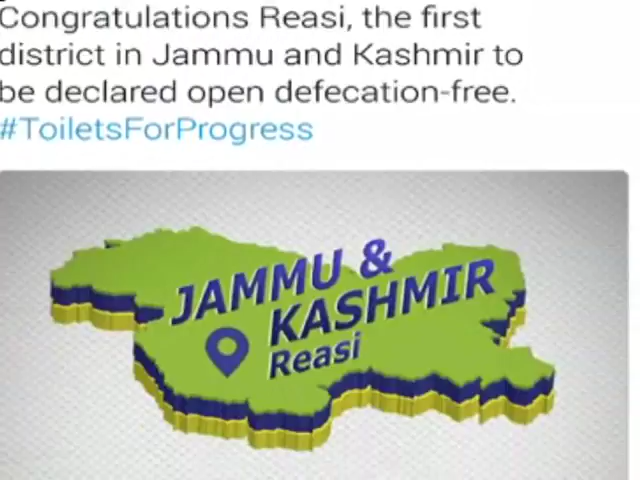 Congratulations Reasi, the first
district in Jammu and Kashmir to
be declared open defecation-free.
#ToiletsForProgress
JAMMU &
KASHMIR
Reasi